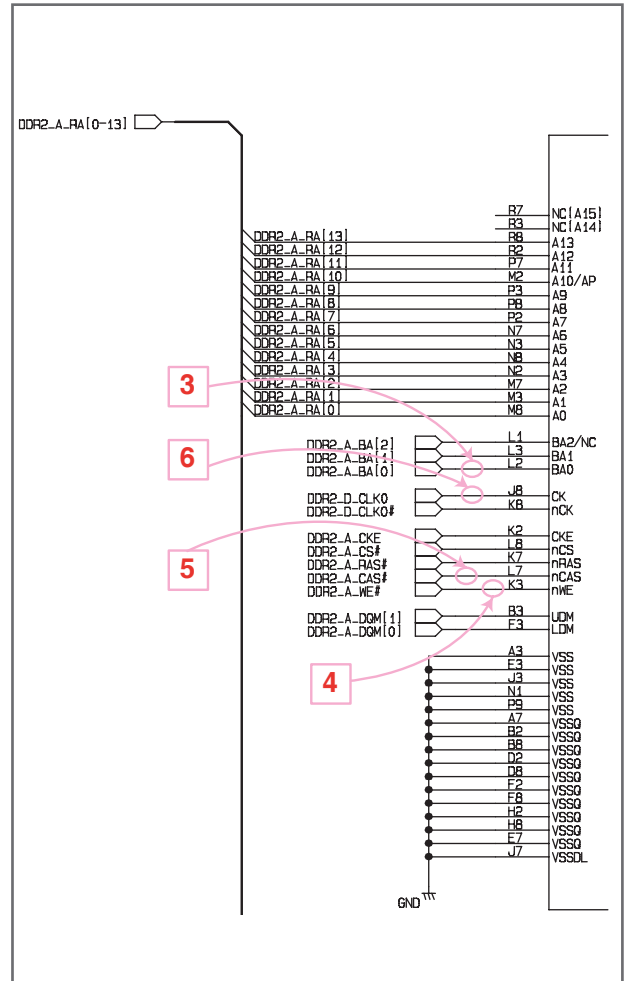 DDR2_A_RA[0-13]
R7 NC(A15)
R3 NC(A14)
DDR2_A_RA[13] R8 A13
DDR2_A_RA[12] R2 A12
DDR2_A_RA[11] P7 A11
DDR2_A_RA[10] M2 A10/AP
DDR2_A_RA[9] P3 A9
DDR2_A_RA[8] P8 A8
DDR2_A_RA[7] P2 A7
DDR2_A_RA[6] N7 A6
DDR2_A_RA[5] N3 A5
DDR2_A_RA[4] N8 A4
DDR2_A_RA[3] N2 A3
3
DDR2_A_RA[2] M7 A2
DDR2_A_RA[1] M3 A1
DDR2_A_RA[0] M8 A0
DDR2_A_BA[2] L1 BA2/NC
6
DDR2_A_BA[1] L3 BA1
DDR2_A_BA[0] L2 BA0
DDR2_D_CLK0 J8 CK
DDR2_D_CLK0# K8 nCK
DDR2_A_CKE K2 CKE
DDR2_A_CS# L8 nCS
DDR2_A_RAS# K7 nRAS
5
DDR2_A_CAS# L7 nCAS
DDR2_A_WE# K3 nWE
DDR2_A_DQM[1] B3 UDM
DDR2_A_DQM[0] F3 LDM
A3 VSS
E3 VSS
4
J3 VSS
N1 VSS
P9 VSS
A7 VSSQ
B2 VSSQ
B8 VSSQ
D2 VSSQ
D8 VSSQ
F2 VSSQ
F8 VSSQ
H2 VSSQ
H8 VSSQ
E7 VSSQ
J7 VSSDL
GND